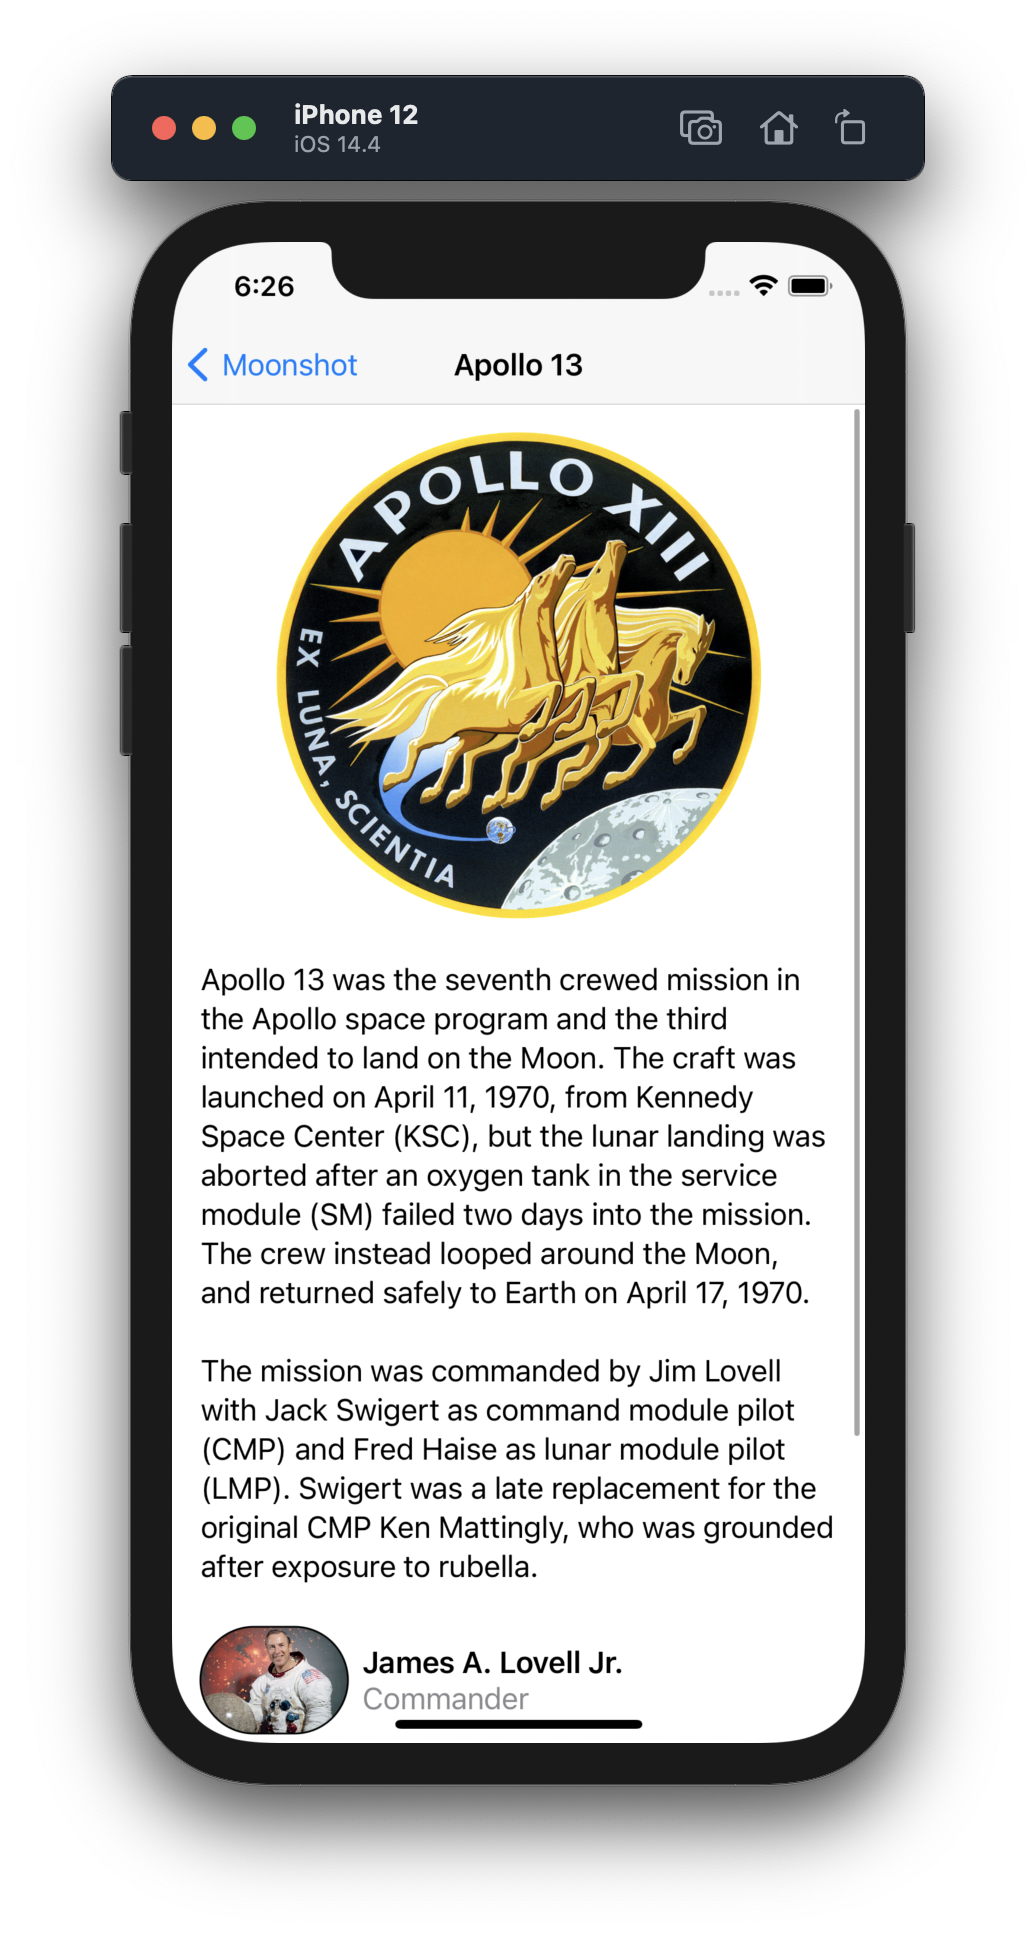 iPhone 12
iOS 14.4
6:26
Moonshot
Apollo 13
APOLLO XIII
EX LUNA, SCIENTIA
Apollo 13 was the seventh crewed mission in
the Apollo space program and the third
intended to land on the Moon. The craft was
launched on April 11, 1970, from Kennedy
Space Center (KSC), but the lunar landing was
aborted after an oxygen tank in the service
module (SM) failed two days into the mission.
The crew instead looped around the Moon,
and returned safely to Earth on April 17, 1970.
The mission was commanded by Jim Lovell
with Jack Swigert as command module pilot
(CMP) and Fred Haise as lunar module pilot
(LMP). Swigert was a late replacement for the
original CMP Ken Mattingly, who was grounded
after exposure to rubella.
James A. Lovell Jr.
Commander